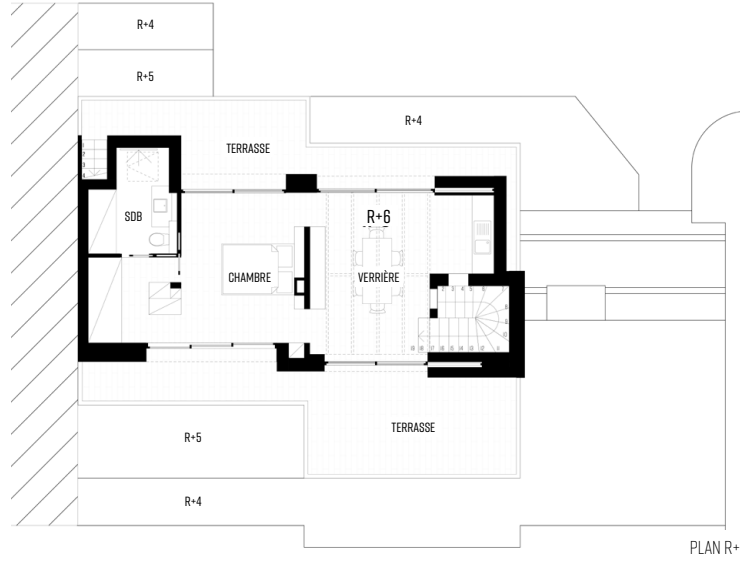 R+4
R+5
R+4
TERRASSE
SDB
R+6
CHAMBRE
VERRIÈRE
R+5
TERRASSE
R+4
PLAN R+